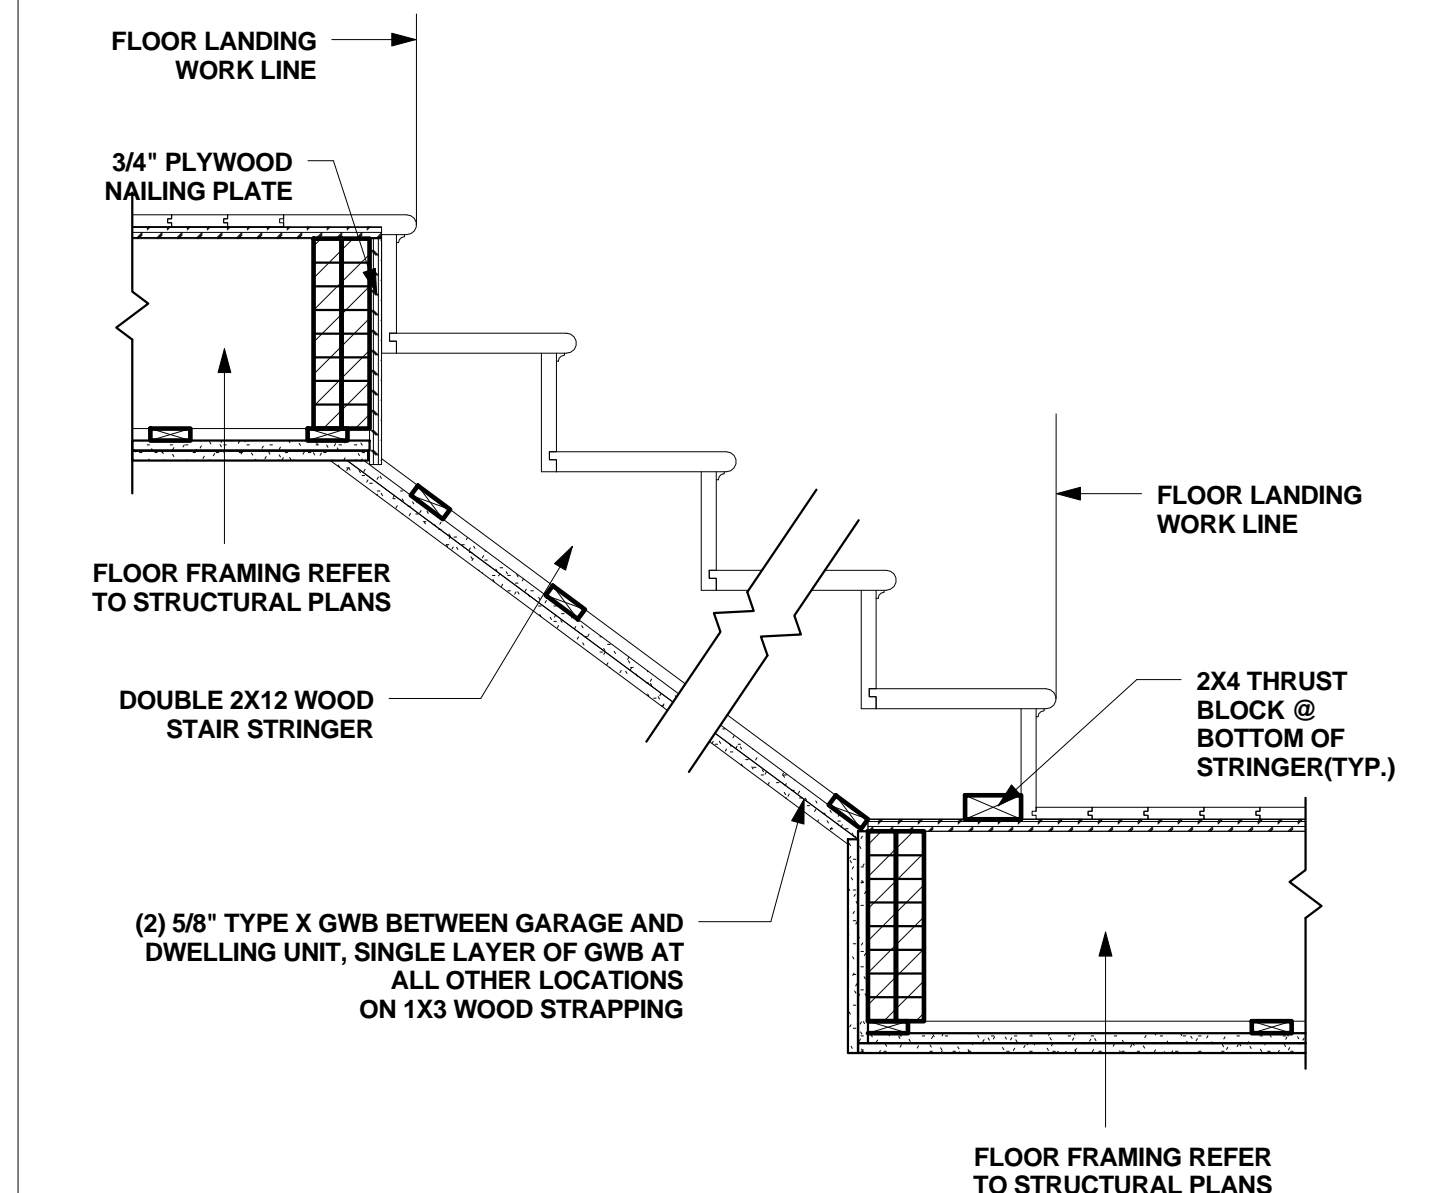 FLOOR LANDING
WORK LINE
3/4" PLYWOOD
NAILING PLATE
FLOOR LANDING
WORK LINE
FLOOR FRAMING REFER
TO STRUCTURAL PLANS
DOUBLE 2X12 WOOD
STAIR STRINGER
2X4 THRUST
BLOCK @
BOTTOM OF
STRINGER(TYP.)
(2) 5/8" TYPE X GWB BETWEEN GARAGE AND
DWELLING UNIT, SINGLE LAYER OF GWB AT
ALL OTHER LOCATIONS
ON 1X3 WOOD STRAPPING
FLOOR FRAMING REFER
TO STRUCTURAL PLANS